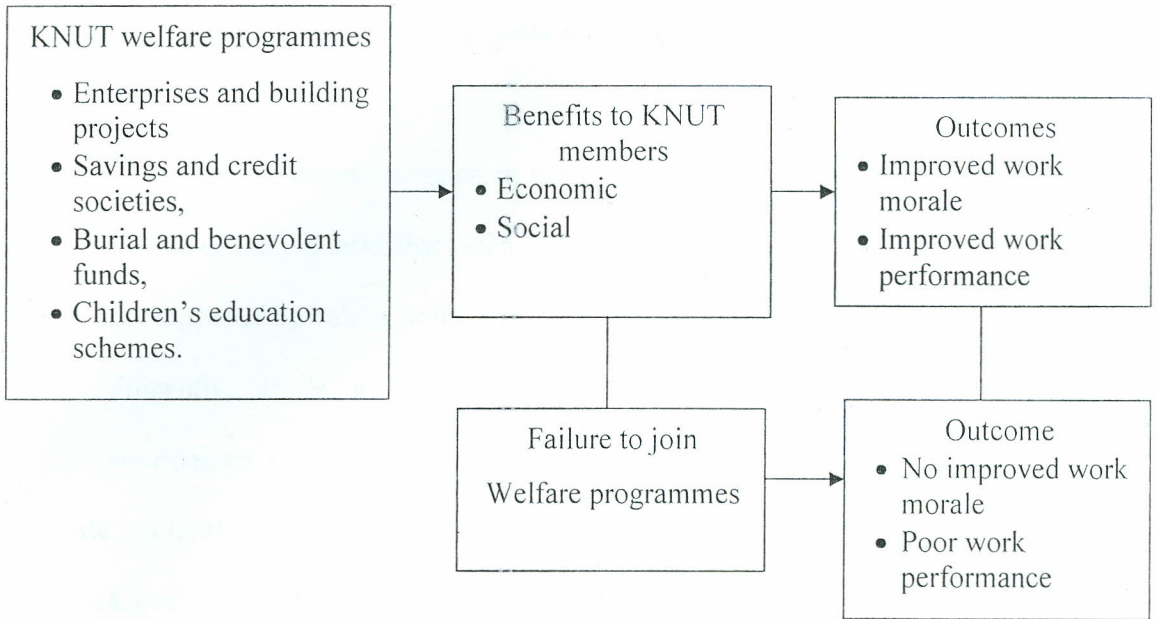 KNUT welfare programmes
• Enterprises and building
projects
• Savings and credit
societies,
• Burial and benevolent
funds,
• Children's education
schemes.
Benefits to KNUT
members
• Economic
• Social
Outcomes
• Improved work
morale
• Improved work
performance
Failure to join
Welfare programmes
Outcome
• No improved work
morale
• Poor work
performance